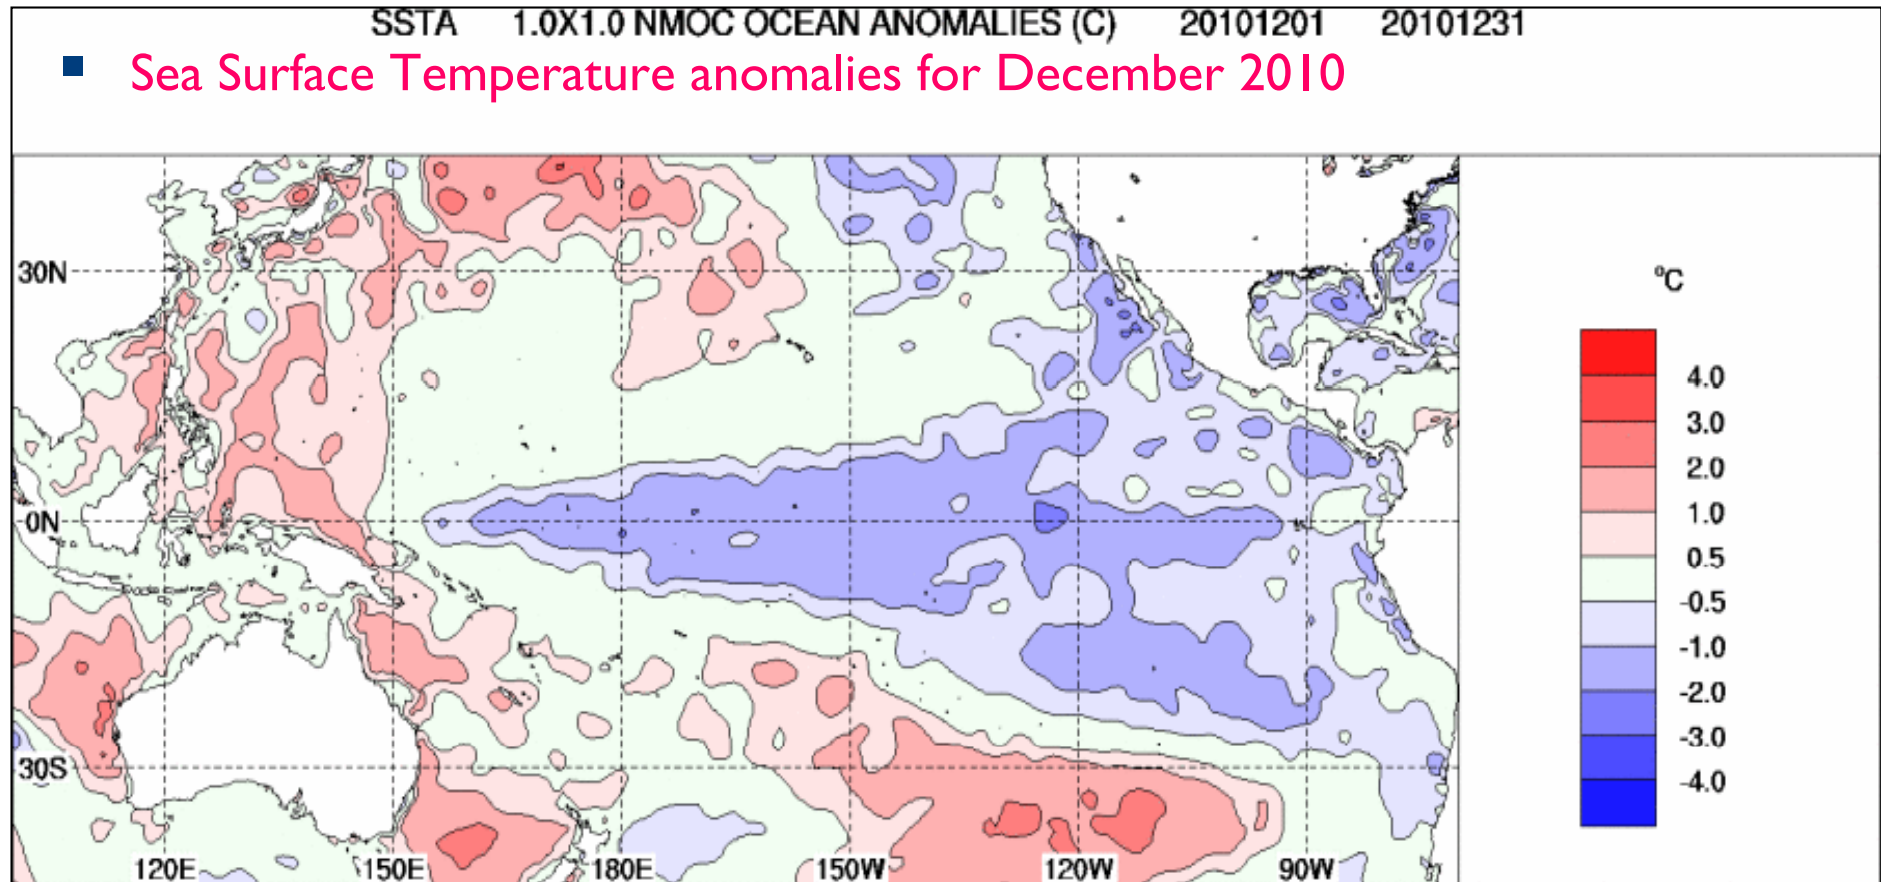 SSTA 1.0X1.0 NMOC OCEAN ANOMALIES (C) 20101201 20101231
▪ Sea Surface Temperature anomalies for December 2010
30N
0N
30S
120E 150E 180E 150W 120W 90W
°C
4.0
3.0
2.0
1.0
0.5
-0.5
-1.0
-2.0
-3.0
-4.0